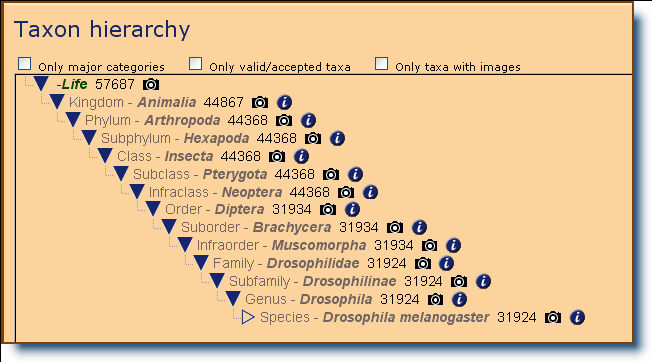 Taxon hierarchy
Only major categories Only valid/accepted taxa Only taxa with images
-Life 57687
Kingdom - Animalia 44867 i
Phylum - Arthropoda 44368 i
Subphylum - Hexapoda 44368 i
Class - Insecta 44368 i
Subclass - Pterygota 44368 i
Infraclass - Neoptera 44368 i
Order - Diptera 31934 i
Suborder - Brachycera 31934 i
Infraorder - Muscomorpha 31934 i
Family - Drosophilidae 31924 i
Subfamily - Drosophilinae 31924 i
Genus - Drosophila 31924 i
Species - Drosophila melanogaster 31924 i